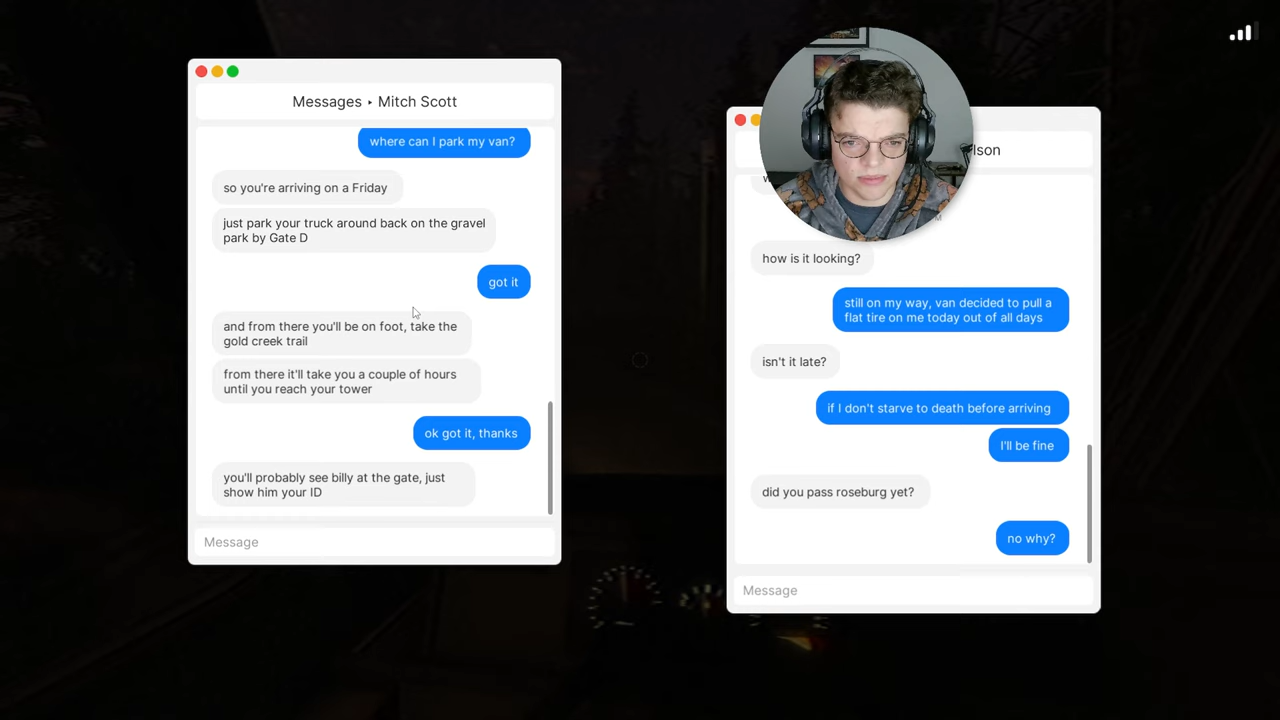 Messages ▸ Mitch Scott
where can I park my van?
so you're arriving on a Friday
just park your truck around back on the gravel
park by Gate D
got it
and from there you'll be on foot, take the
gold creek trail
from there it'll take you a couple of hours
until you reach your tower
ok got it, thanks
you'll probably see billy at the gate, just
show him your ID
Message
lson
how is it looking?
still on my way, van decided to pull a
flat tire on me today out of all days
isn't it late?
if I don't starve to death before arriving
I'll be fine
did you pass roseburg yet?
no why?
Message